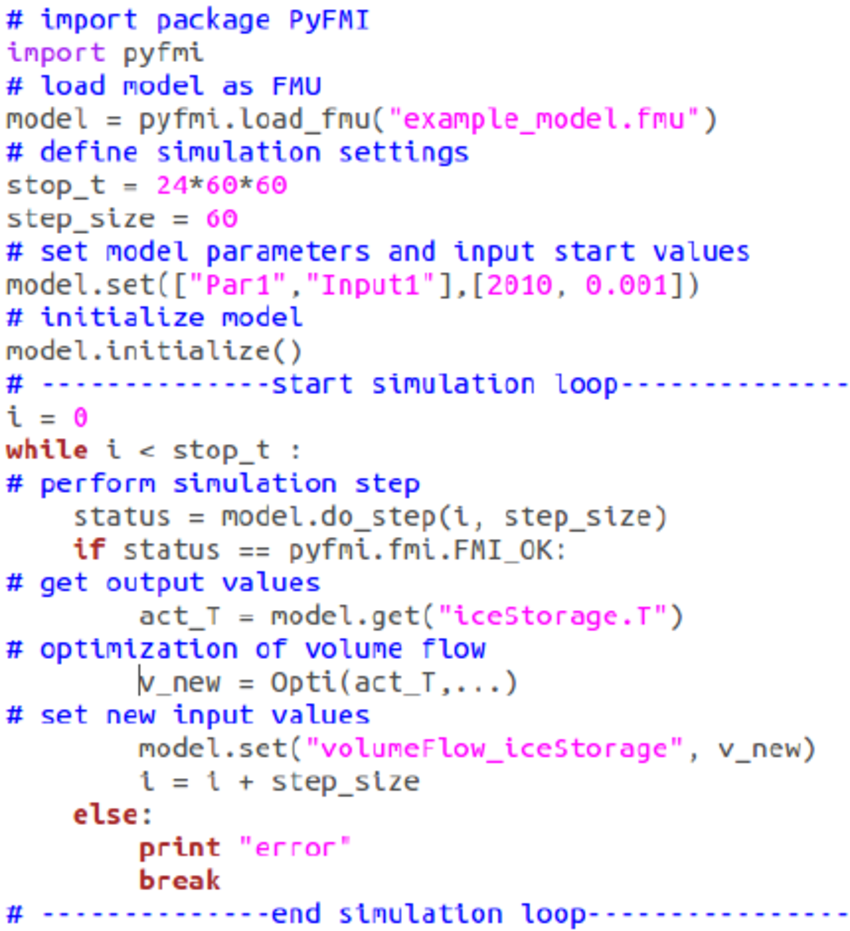 # import package PyFMI
import pyfmi
# load model as FMU
model = pyfmi.load_fmu("example_model.fmu")
# define simulation settings
stop_t = 24*60*60
step_size = 60
# set model parameters and input start values
model.set(["Par1","Input1"],[2010, 0.001])
# initialize model
model.initialize()
# --------------start simulation loop--------------
i = 0
while i < stop_t :
# perform simulation step
    status = model.do_step(i, step_size)
    if status == pyfmi.fmi.FMI_OK:
# get output values
        act_T = model.get("iceStorage.T")
# optimization of volume flow
        v_new = Opti(act_T,...)
# set new input values
        model.set("volumeFlow_iceStorage", v_new)
        i = i + step_size
    else:
        print "error"
        break
# --------------end simulation loop----------------